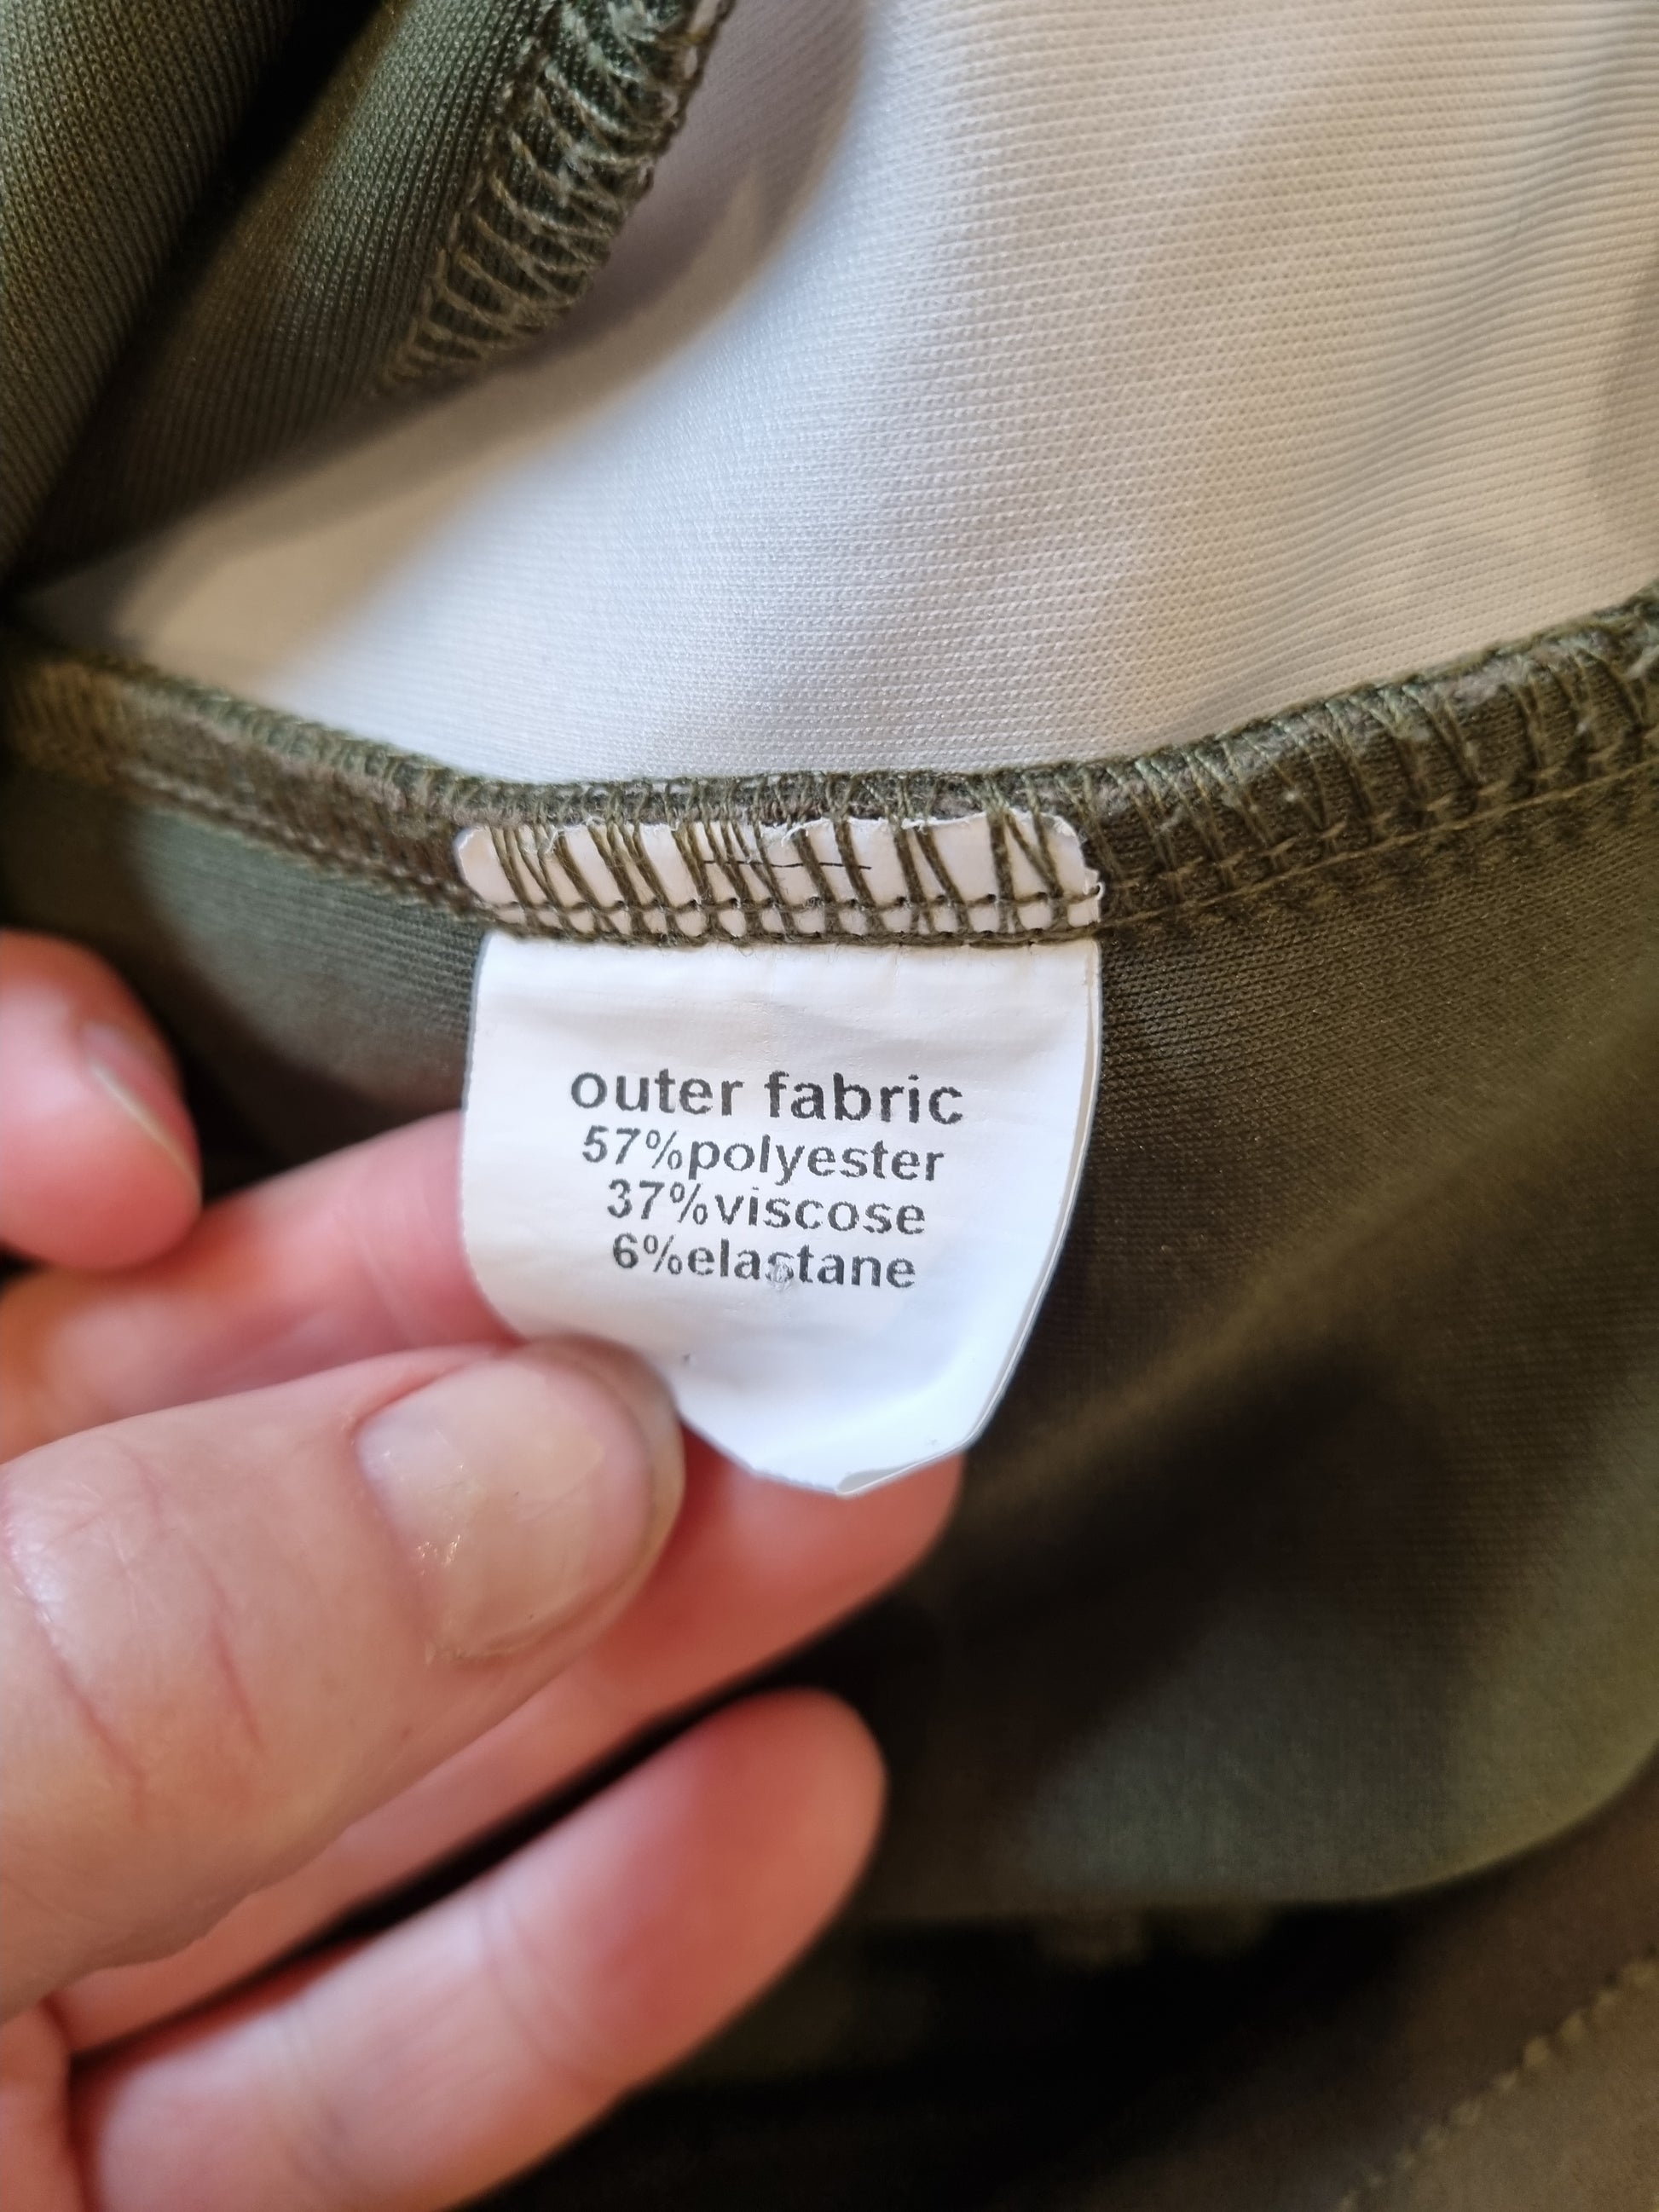 outer fabric
57%polyester
37%viscose
6%elastane